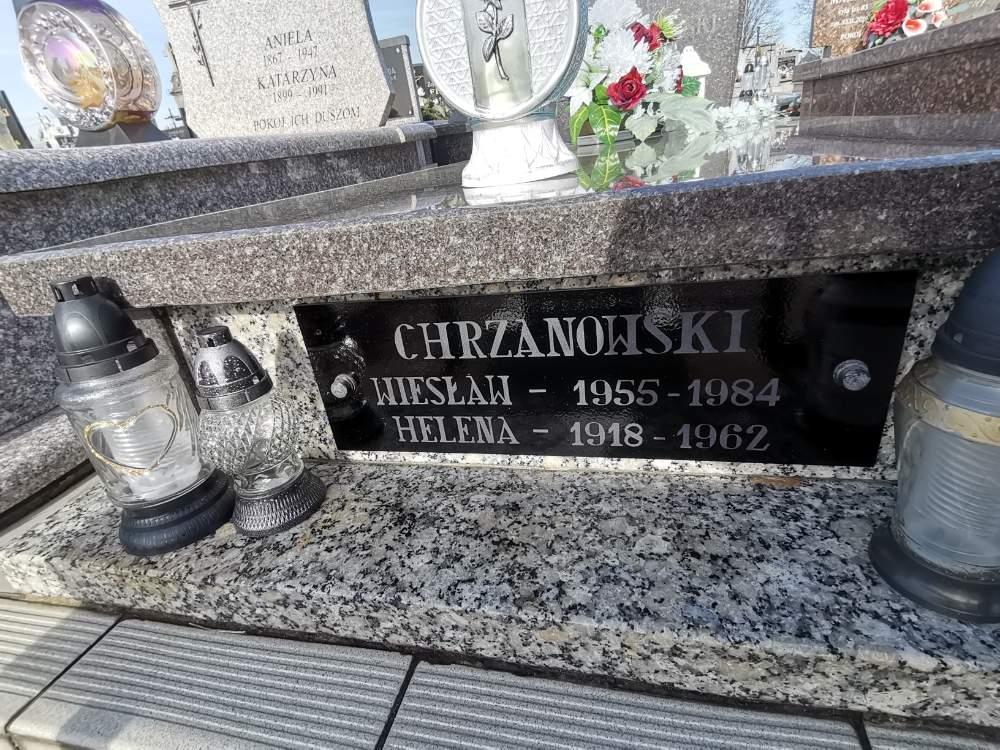 ANIELA
1867 - 1947
KATARZYNA
1899 - 1991
POKÓJ ICH DUSZOM
CHRZANOWSKI
WIESŁAW - 1955 - 1984
HELENA - 1918 - 1962